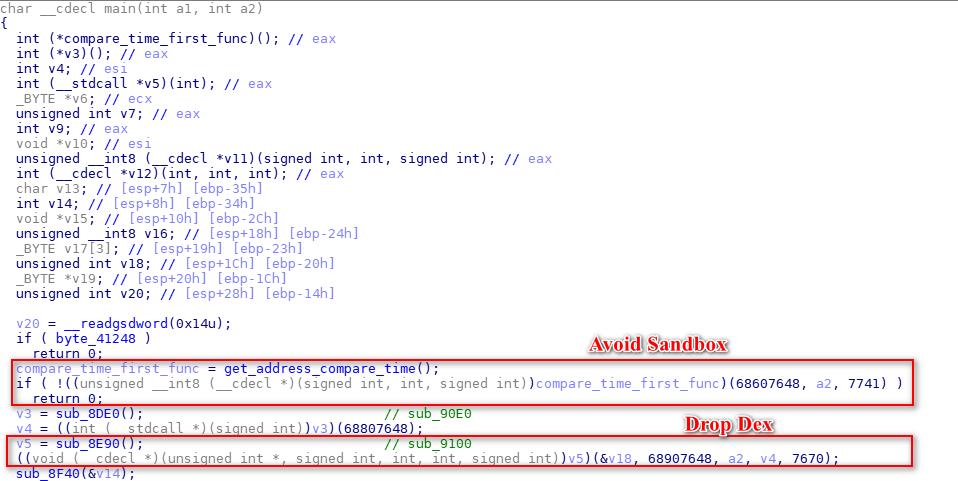 char __cdecl main(int a1, int a2)
{
int (*compare_time_first_func)(); // eax
int (*v3)(); // eax
int v4; // esi
int (__stdcall *v5)(int); // eax
_BYTE *v6; // ecx
unsigned int v7; // eax
int v9; // eax
void *v10; // esi
unsigned __int8 (__cdecl *v11)(signed int, int, signed int); // eax
int (__cdecl *v12)(int, int, int); // eax
char v13; // [esp+7h] [ebp-35h]
int v14; // [esp+8h] [ebp-34h]
void *v15; // [esp+10h] [ebp-2Ch]
unsigned __int8 v16; // [esp+18h] [ebp-24h]
_BYTE v17[3]; // [esp+19h] [ebp-23h]
unsigned int v18; // [esp+1Ch] [ebp-20h]
_BYTE *v19; // [esp+20h] [ebp-1Ch]
unsigned int v20; // [esp+28h] [ebp-14h]
v20 = __readgsdword(0x14u);
if ( byte_41248 )
return 0;
Avoid Sandbox
compare_time_first_func = get_address_compare_time();
if ( !((unsigned __int8 (__cdecl *)(signed int, int, signed int))compare_time_first_func)(68607648, a2, 7741) )
return 0;
v3 = sub_8DE0(); // sub_90E0
v4 = ((int (__stdcall *)(signed int))v3)(68807648);
Drop Dex
v5 = sub_8E90(); // sub_9100
((void (__cdecl *)(unsigned int *, signed int, int, int, signed int))v5)(&v18, 68907648, a2, v4, 7670);
sub_8F40(&v14);